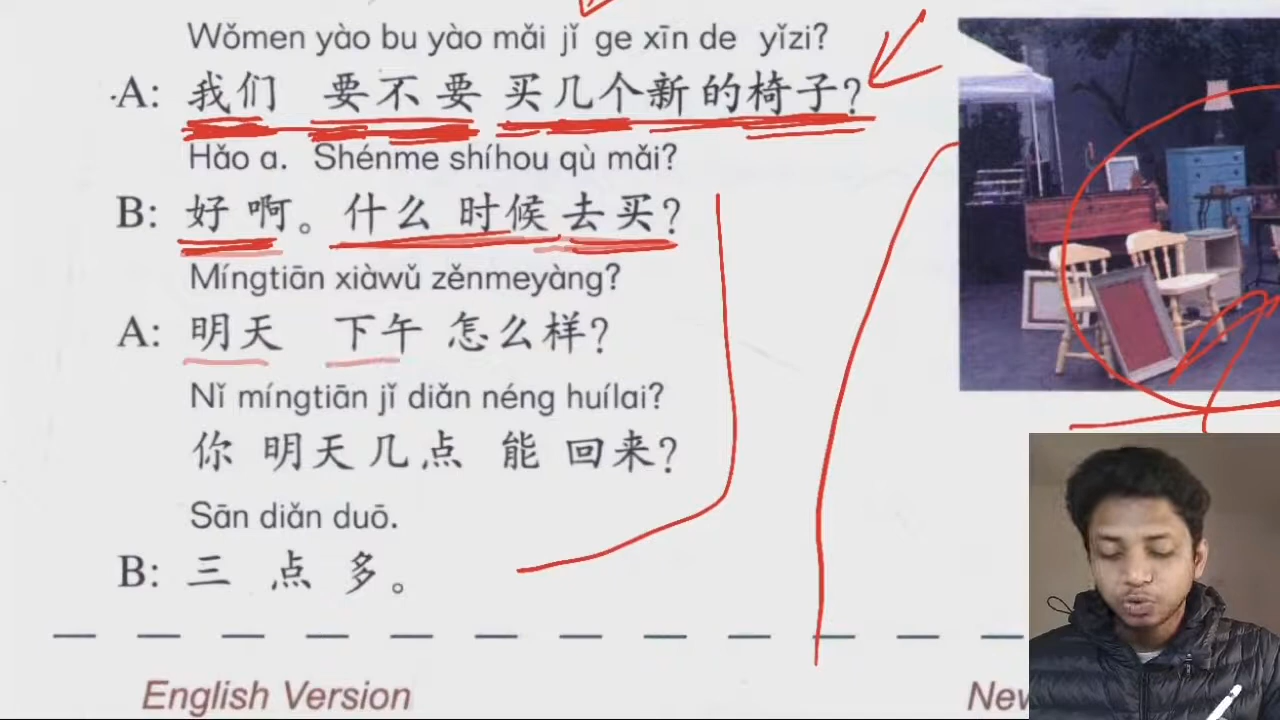 Wǒmen yào bu yào mǎi jǐ ge xīn de yǐzi?
A: 我们 要不要 买几个新的椅子?
Hǎo a. Shénme shíhou qù mǎi?
B: 好啊。什么时候去买?
Míngtiān xiàwǔ zěnmeyàng?
A: 明天 下午 怎么样?
Nǐ míngtiān jǐ diǎn néng huílai?
你 明天几点 能 回来?
Sān diǎn duō.
B: 三 点 多。
English Version